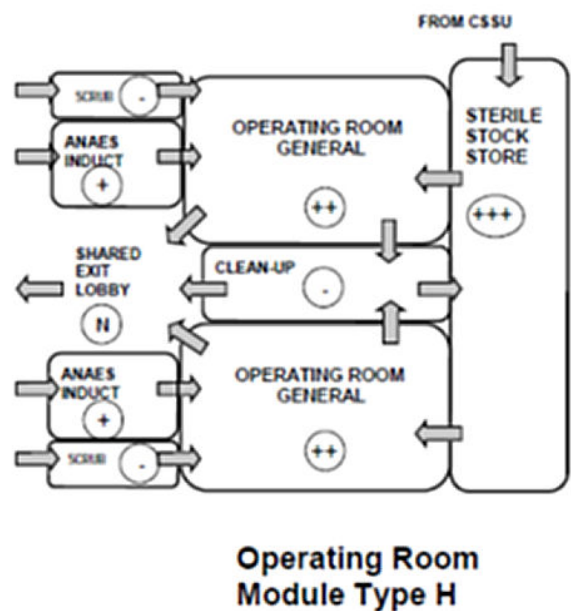 FROM CSSU
SCRUB -
ANAES
INDUCT
+
OPERATING ROOM
GENERAL
++
STERILE
STOCK
STORE
+++
SHARED
EXIT
LOBBY
N
CLEAN-UP
-
ANAES
INDUCT
+
OPERATING ROOM
GENERAL
++
SCRUB -
Operating Room
Module Type H